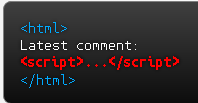 <html>
Latest comment:
<script>...</script>
</html>